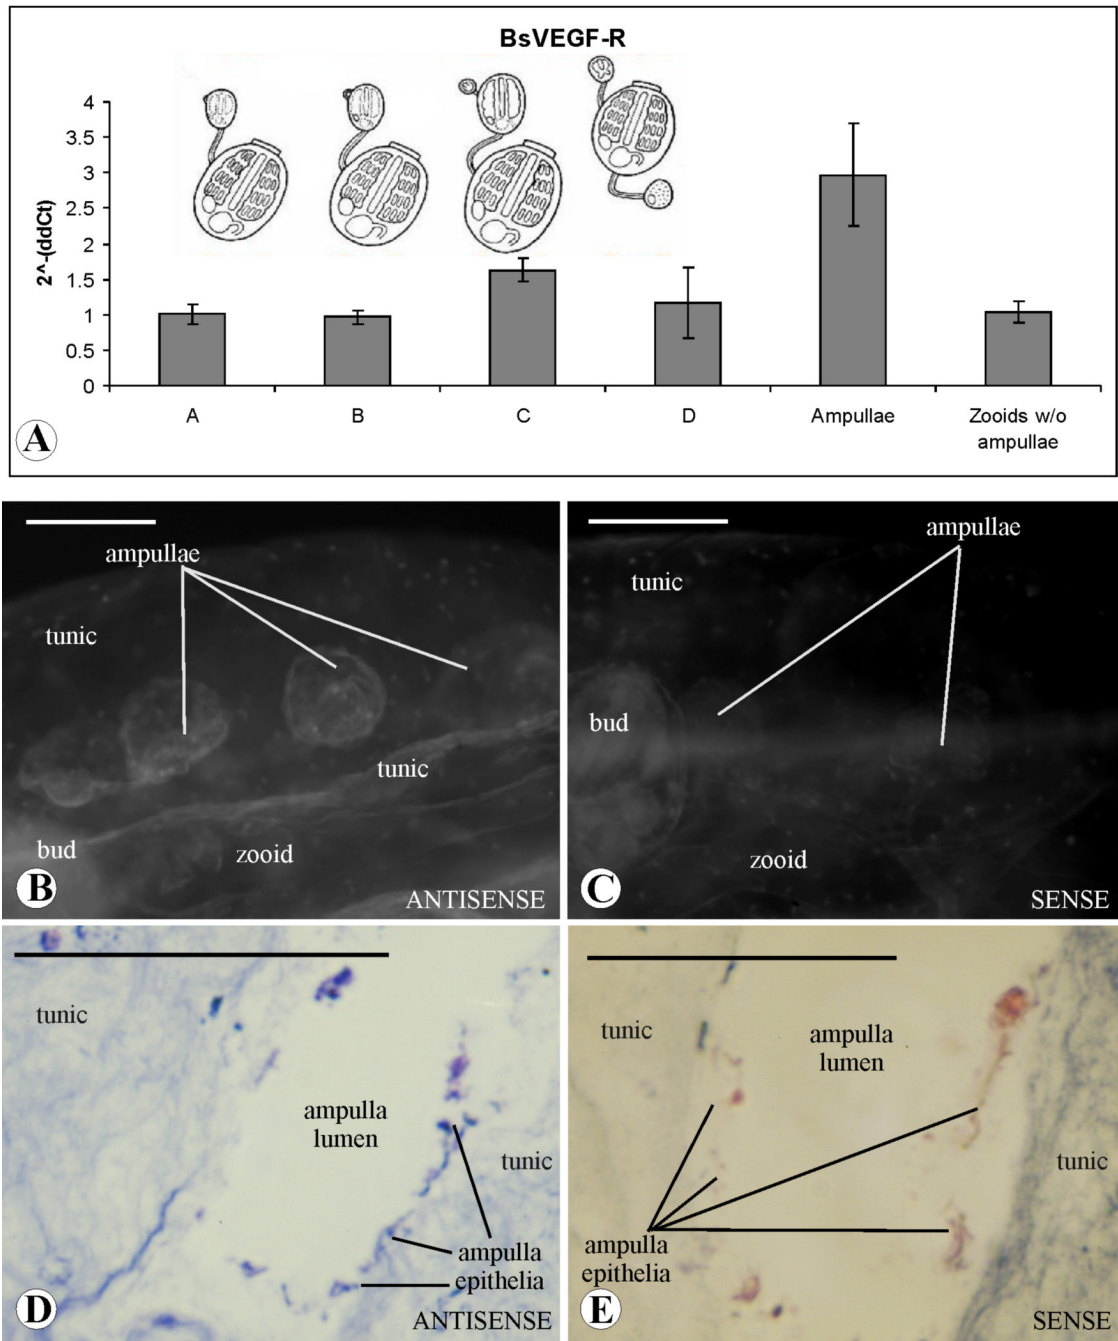 BsVEGF-R
2^-(ddCt)
4
3.5
3
2.5
2
1.5
1
0.5
0
A
B
C
D
Ampullae
Zooids w/o
ampullae
A
ampullae
tunic
tunic
bud
zooid
B
ANTISENSE
ampullae
tunic
bud
zooid
C
SENSE
tunic
ampulla
lumen
tunic
ampulla
epithelia
D
ANTISENSE
tunic
ampulla
lumen
tunic
ampulla
epithelia
E
SENSE